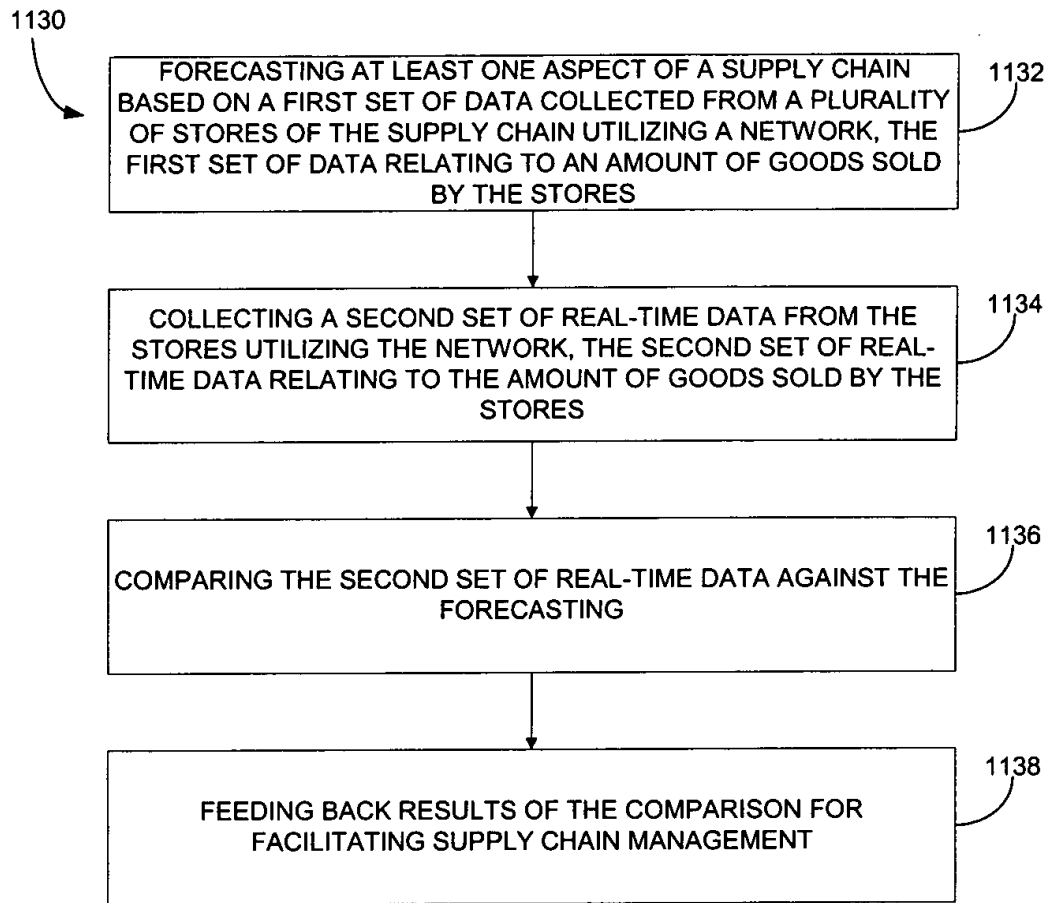 1130
FORECASTING AT LEAST ONE ASPECT OF A SUPPLY CHAIN
BASED ON A FIRST SET OF DATA COLLECTED FROM A PLURALITY
OF STORES OF THE SUPPLY CHAIN UTILIZING A NETWORK, THE
FIRST SET OF DATA RELATING TO AN AMOUNT OF GOODS SOLD
BY THE STORES
1132
COLLECTING A SECOND SET OF REAL-TIME DATA FROM THE
STORES UTILIZING THE NETWORK, THE SECOND SET OF REAL-
TIME DATA RELATING TO THE AMOUNT OF GOODS SOLD BY THE
STORES
1134
COMPARING THE SECOND SET OF REAL-TIME DATA AGAINST THE
FORECASTING
1136
FEEDING BACK RESULTS OF THE COMPARISON FOR
FACILITATING SUPPLY CHAIN MANAGEMENT
1138